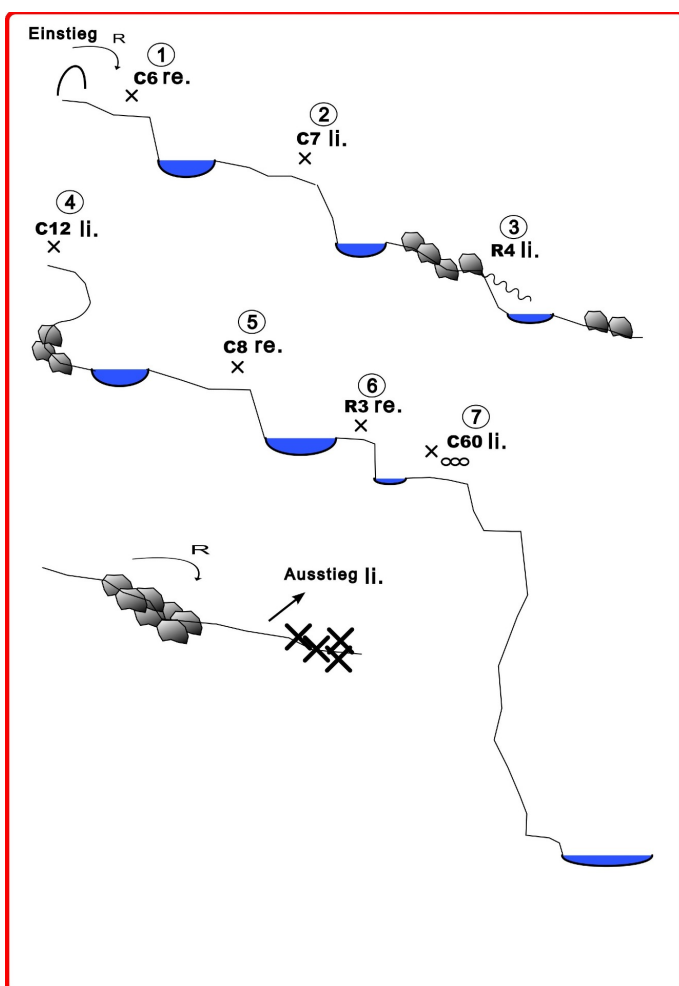 Einstieg R
1
C6 re.
2
C7 li.
3
R4 li.
4
C12 li.
5
C8 re.
6
R3 re.
7
C60 li.
R
Ausstieg li.